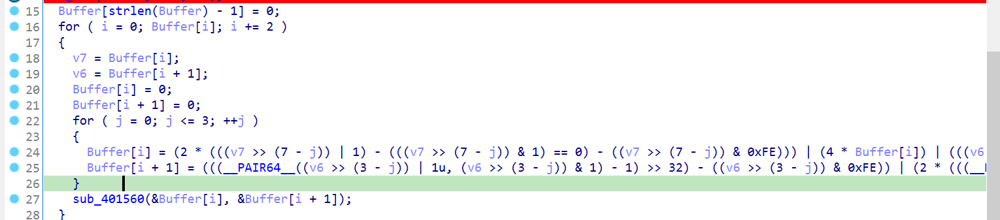 15 Buffer[strlen(Buffer) - 1] = 0;
16 for ( i = 0; Buffer[i]; i += 2 )
17 {
18 v7 = Buffer[i];
19 v6 = Buffer[i + 1];
20 Buffer[i] = 0;
21 Buffer[i + 1] = 0;
22 for ( j = 0; j <= 3; ++j )
23 {
24 Buffer[i] = (2 * (((v7 >> (7 - j)) | 1) - (((v7 >> (7 - j)) & 1) == 0) - ((v7 >> (7 - j)) & 0xFE))) | (4 * Buffer[i]) | (((v6
25 Buffer[i + 1] = (((__PAIR64__((v6 >> (3 - j)) | 1u, (v6 >> (3 - j)) & 1) - 1) >> 32) - ((v6 >> (3 - j)) & 0xFE)) | (2 * (((__
26 }
27 sub_401560(&Buffer[i], &Buffer[i + 1]);
28 }